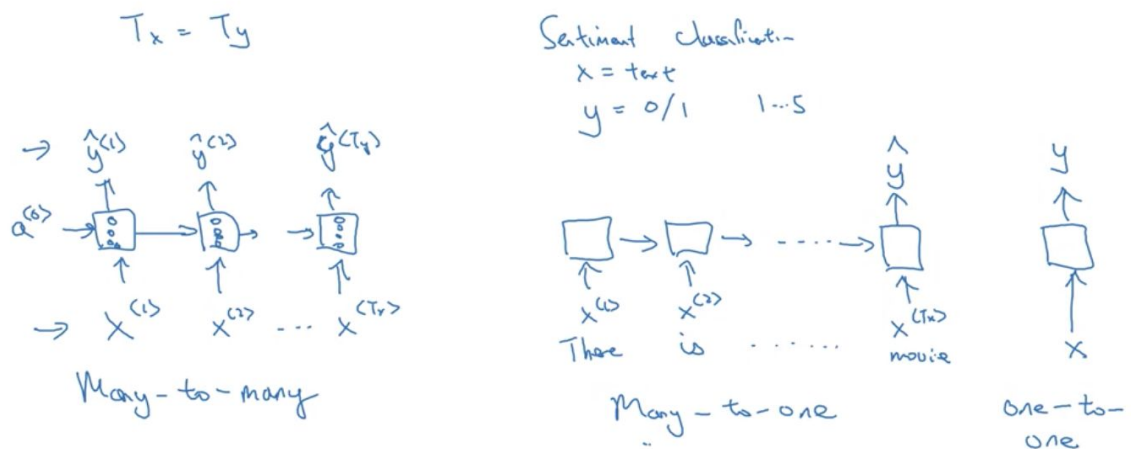 Tx = Ty
ŷ<1> ŷ<2> ŷ<Ty>
a<0>
x<1> x<2> ... x<Tx>
Many-to-many
Sentiment classification
x = text
y = 0/1 1...5
ŷ
x<1> x<2> ..... x<Tx>
There is ....... movie
Many-to-one
y
x
one-to-
one